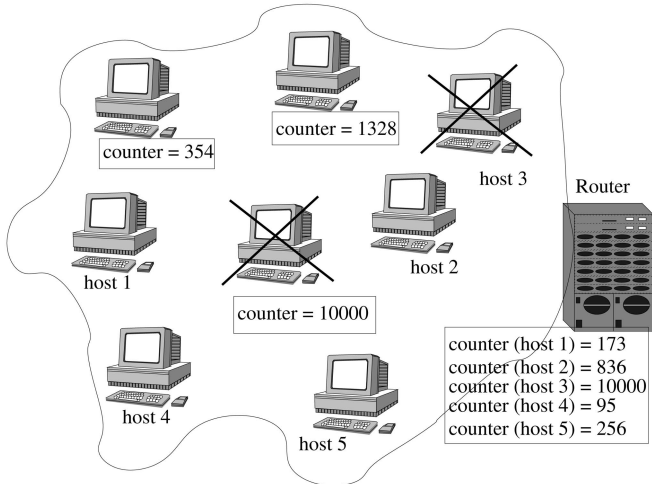 counter = 1328
counter = 354
host 3
Router
host 1
host 2
counter = 10000
counter (host 1) = 173
counter (host 2) = 836
counter (host 3) = 10000
counter (host 4) = 95
counter (host 5) = 256
host 4
host 5